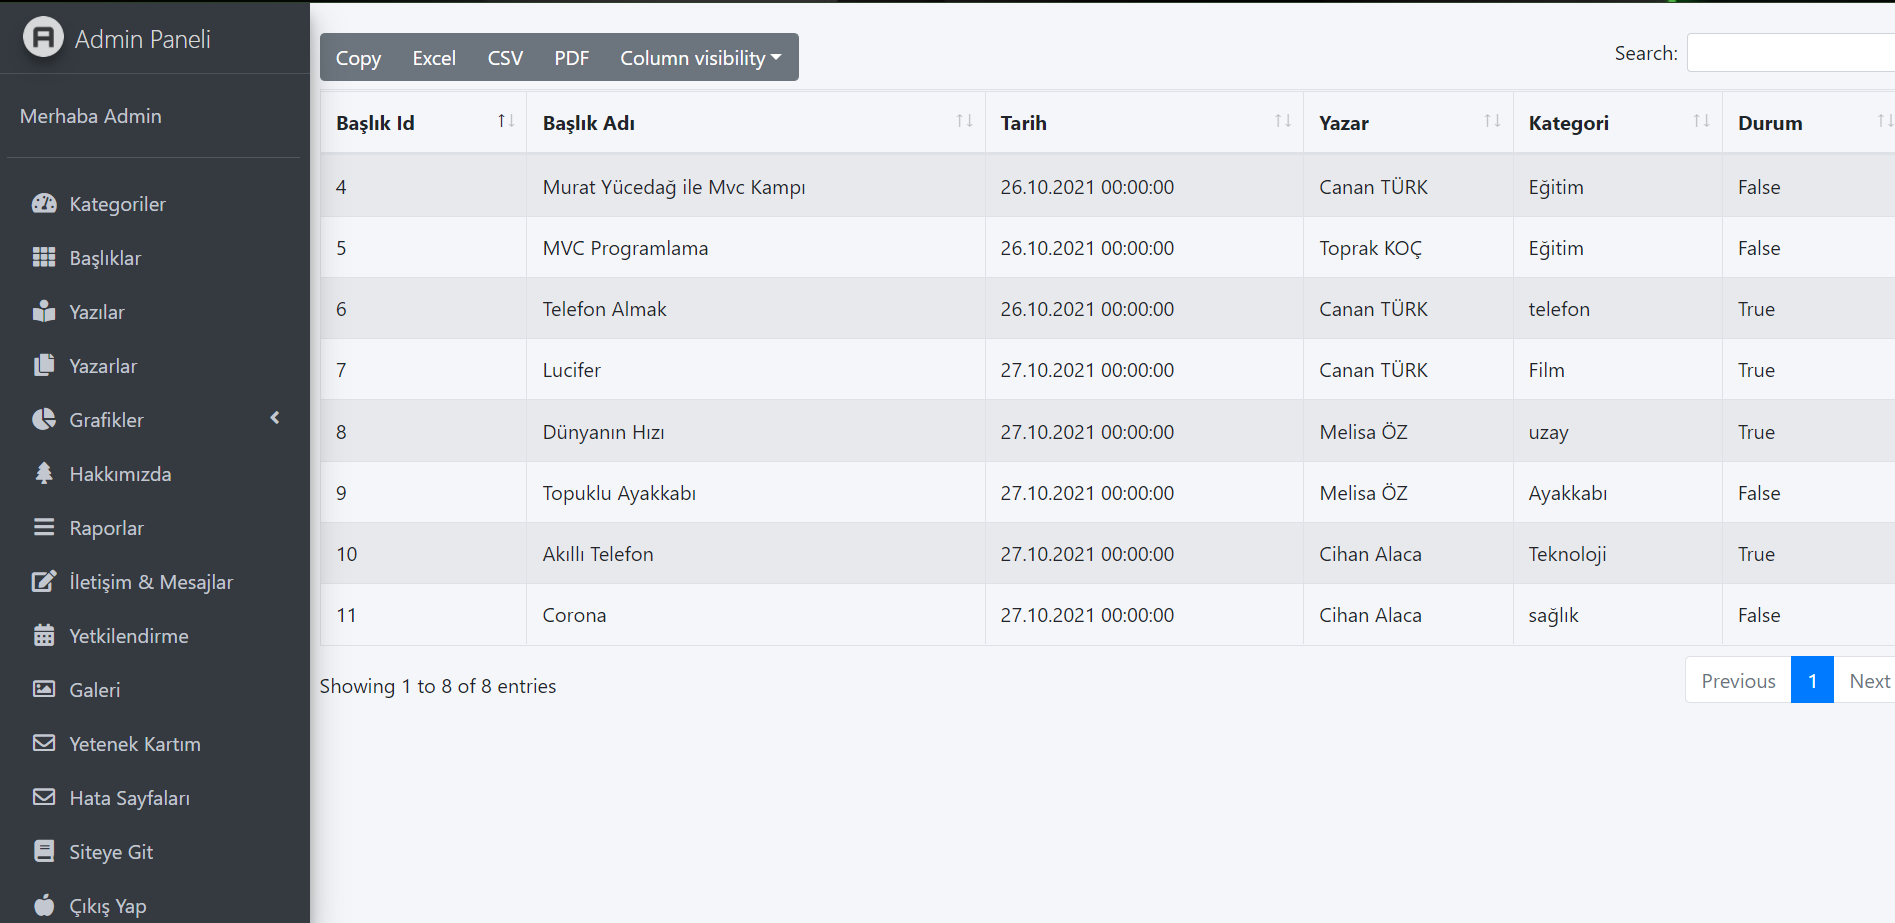 A Admin Paneli
Merhaba Admin
Kategoriler
Başlıklar
Yazılar
Yazarlar
Grafikler
Hakkımızda
Raporlar
İletişim & Mesajlar
Yetkilendirme
Galeri
Yetenek Kartım
Hata Sayfaları
Siteye Git
Çıkış Yap
Copy Excel CSV PDF Column visibility
Search:
Başlık Id Başlık Adı Tarih Yazar Kategori Durum
4 Murat Yücedağ ile Mvc Kampı 26.10.2021 00:00:00 Canan TÜRK Eğitim False
5 MVC Programlama 26.10.2021 00:00:00 Toprak KOÇ Eğitim False
6 Telefon Almak 26.10.2021 00:00:00 Canan TÜRK telefon True
7 Lucifer 27.10.2021 00:00:00 Canan TÜRK Film True
8 Dünyanın Hızı 27.10.2021 00:00:00 Melisa ÖZ uzay True
9 Topuklu Ayakkabı 27.10.2021 00:00:00 Melisa ÖZ Ayakkabı False
10 Akıllı Telefon 27.10.2021 00:00:00 Cihan Alaca Teknoloji True
11 Corona 27.10.2021 00:00:00 Cihan Alaca sağlık False
Showing 1 to 8 of 8 entries
Previous 1 Next